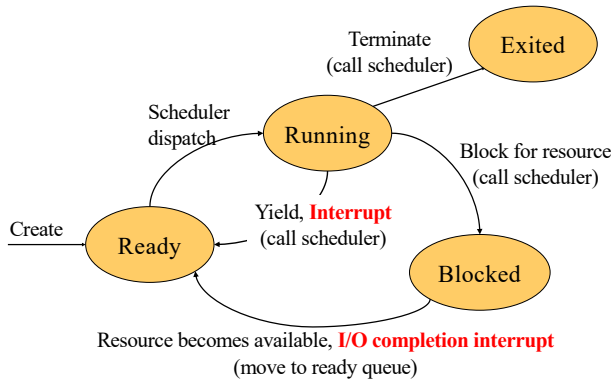 Terminate
(call scheduler)
Exited
Scheduler
dispatch
Running
Block for resource
(call scheduler)
Yield, Interrupt
(call scheduler)
Create
Ready
Blocked
Resource becomes available, I/O completion interrupt
(move to ready queue)